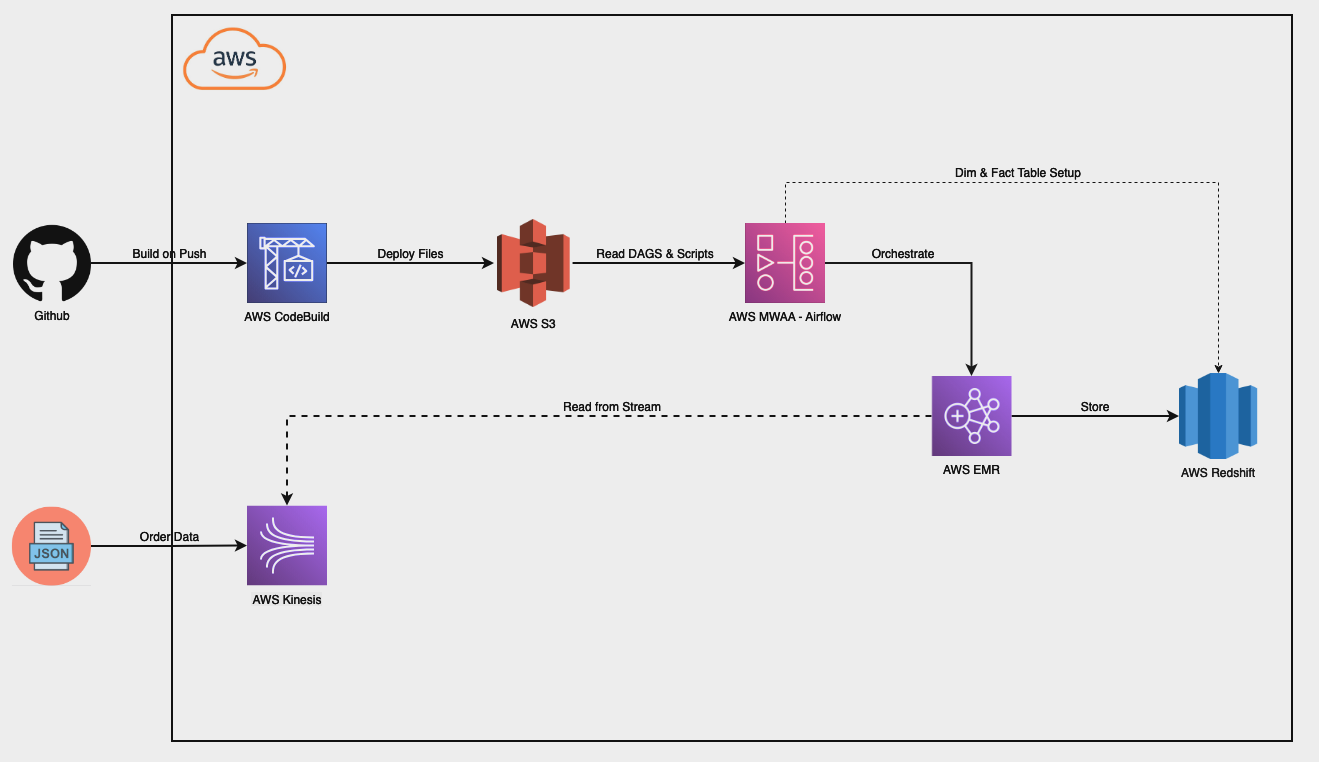 aws
Dim & Fact Table Setup
Build on Push
Deploy Files
Read DAGS & Scripts
Orchestrate
</>
Github
AWS CodeBuild
AWS S3
AWS MWAA - Airflow
Read from Stream
Store
AWS EMR
AWS Redshift
Order Data
JSON
AWS Kinesis